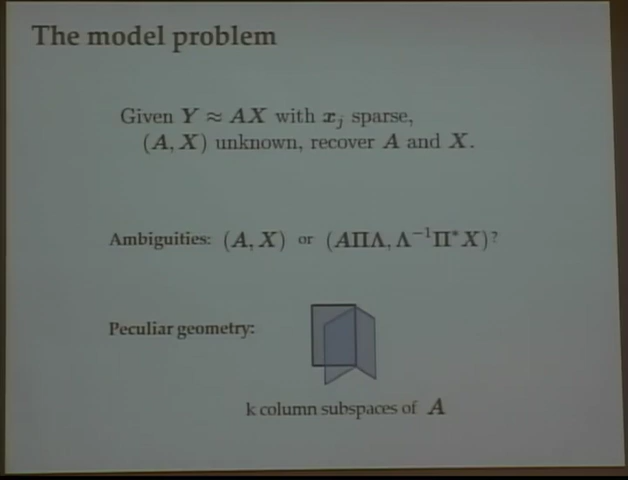 The model problem
Given Y ≈ AX with x_j sparse,
(A, X) unknown, recover A and X.
Ambiguities: (A, X) or (AΠΛ, Λ⁻¹Π*X)?
Peculiar geometry:
k column subspaces of A